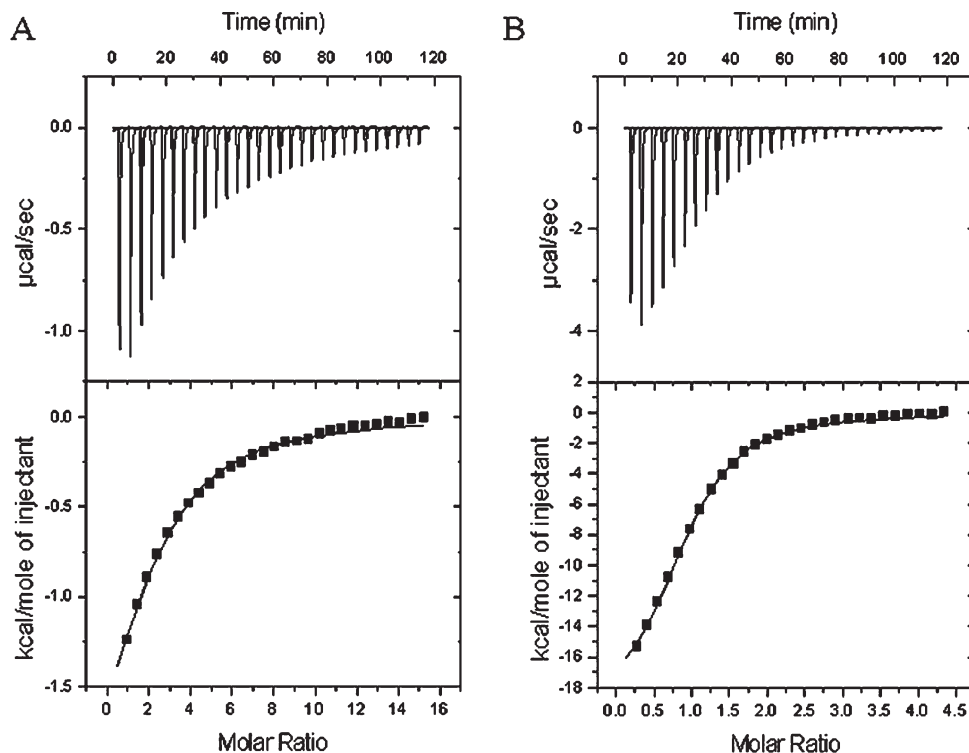 A
Time (min)
0 20 40 60 80 100 120
0.0
-0.5
-1.0
µcal/sec
0.0
-0.5
-1.0
-1.5
kcal/mole of injectant
0 2 4 6 8 10 12 14 16
Molar Ratio
B
Time (min)
0 20 40 60 80 100 120
0
-2
-4
µcal/sec
2
0
-2
-4
-6
-8
-10
-12
-14
-16
-18
kcal/mole of injectant
0.0 0.5 1.0 1.5 2.0 2.5 3.0 3.5 4.0 4.5
Molar Ratio